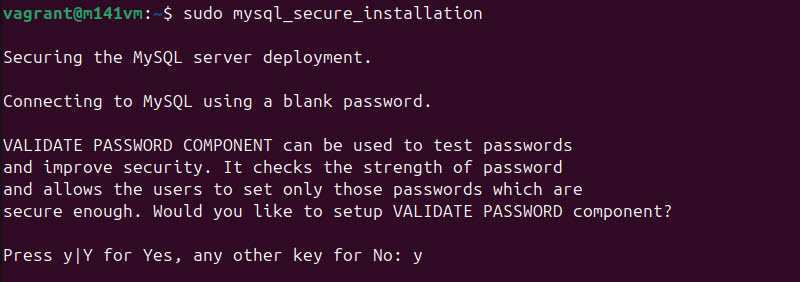 vagrant@m141vm:~$ sudo mysql_secure_installation
Securing the MySQL server deployment.
Connecting to MySQL using a blank password.
VALIDATE PASSWORD COMPONENT can be used to test passwords
and improve security. It checks the strength of password
and allows the users to set only those passwords which are
secure enough. Would you like to setup VALIDATE PASSWORD component?
Press y|Y for Yes, any other key for No: y